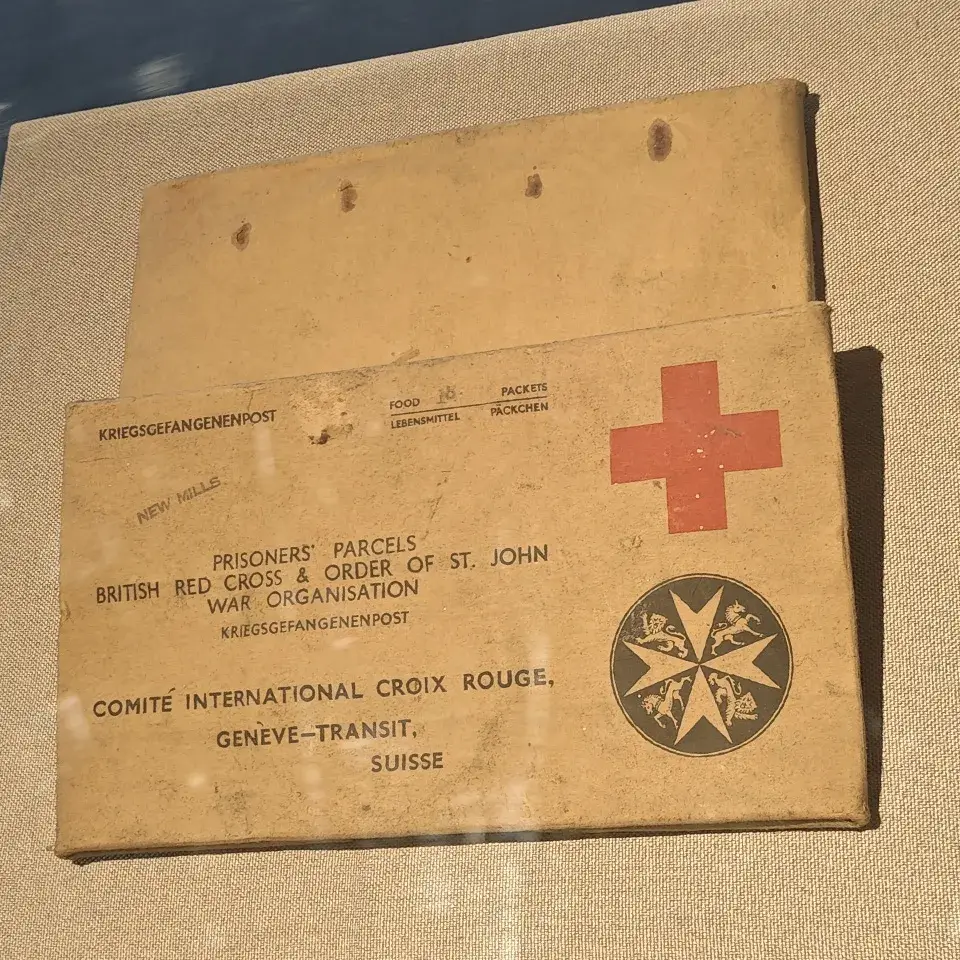 KRIEGSGEFANGENENPOST
FOOD PACKETS
LEBENSMITTEL PÄCKCHEN
NEW MILLS
PRISONERS' PARCELS
BRITISH RED CROSS & ORDER OF ST. JOHN
WAR ORGANISATION
KRIEGSGEFANGENENPOST
COMITÉ INTERNATIONAL CROIX ROUGE,
GENÈVE—TRANSIT,
SUISSE